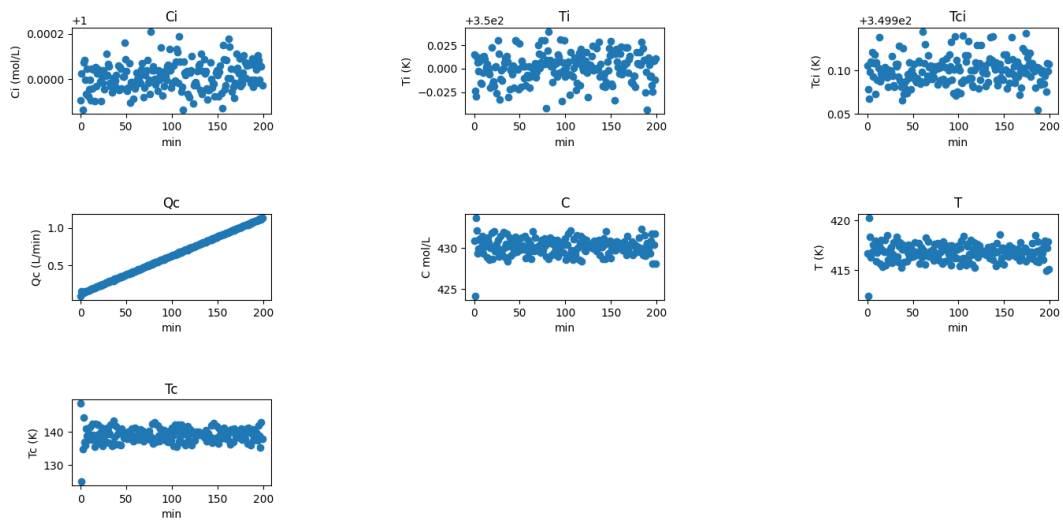 Ci
+1
Ci (mol/L)
0.0002
0.0000
0
50
100
150
200
min
Ti
+3.5e2
Ti (K)
0.025
0.000
−0.025
0
50
100
150
200
min
Tci
+3.499e2
Tci (K)
0.10
0.05
0
50
100
150
200
min
Qc
Qc (L/min)
1.0
0.5
0
50
100
150
200
min
C
C mol/L
430
425
0
50
100
150
200
min
T
T (K)
420
415
0
50
100
150
200
min
Tc
Tc (K)
140
130
0
50
100
150
200
min